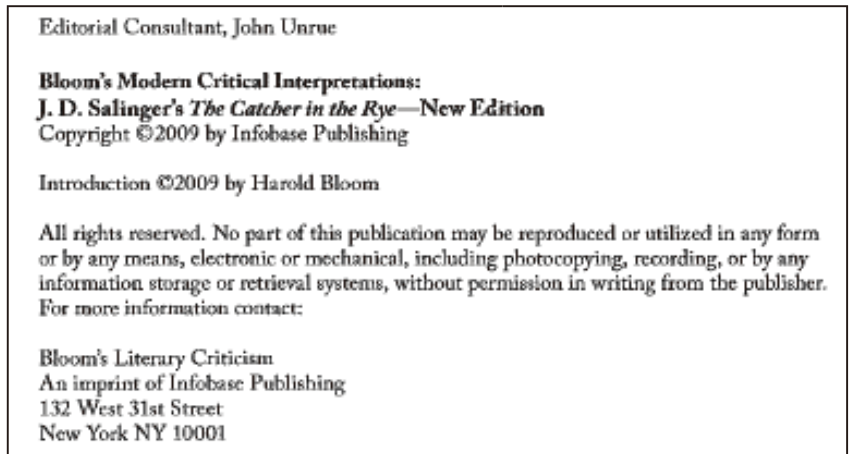 Editorial Consultant, John Unrue
Bloom's Modern Critical Interpretations:
J. D. Salinger's The Catcher in the Rye—New Edition
Copyright ©2009 by Infobase Publishing
Introduction ©2009 by Harold Bloom
All rights reserved. No part of this publication may be reproduced or utilized in any form
or by any means, electronic or mechanical, including photocopying, recording, or by any
information storage or retrieval systems, without permission in writing from the publisher.
For more information contact:
Bloom's Literary Criticism
An imprint of Infobase Publishing
132 West 31st Street
New York NY 10001